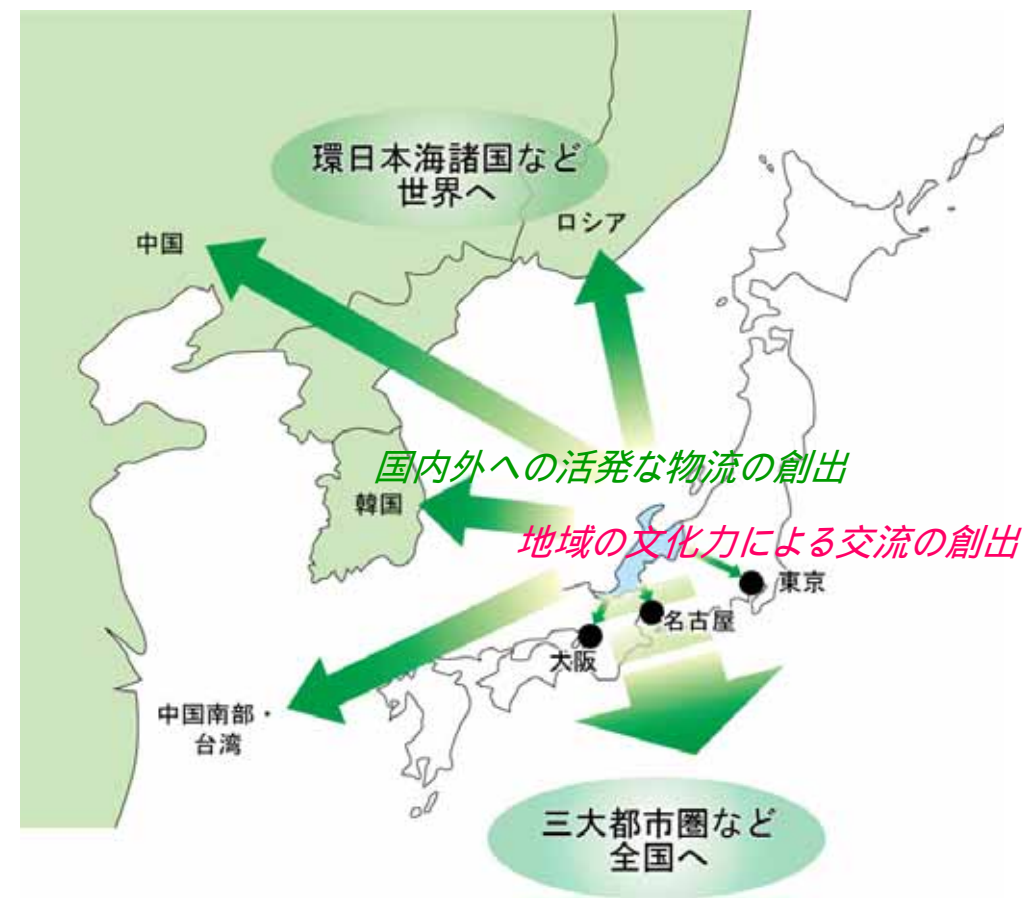 環日本海諸国など
世界へ
ロシア
中国
国内外への活発な物流の創出
韓国
地域の文化力による交流の創出
東京
名古屋
大阪
中国南部・
台湾
三大都市圏など
全国へ